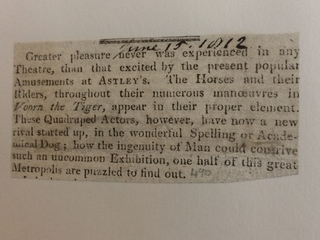 June 15. 1812
Greater pleasure never was experienced in any
Theatre, than that excited by the present popular
Amusements at ASTLEY'S. The Horses and their
Riders, throughout their numerous manœuvres in
Voorn the Tiger, appear in their proper element.
These Quadruped Actors, however, have now a new
rival started up, in the wonderful Spelling or Acade-
mical Dog; how the ingenuity of Man could contrive
such an uncommon Exhibition, one half of this great
Metropolis are puzzled to find out.